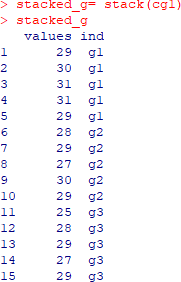 > stacked_g= stack(cg1)
> stacked_g
values ind
1 29 g1
2 30 g1
3 31 g1
4 31 g1
5 29 g1
6 28 g2
7 29 g2
8 27 g2
9 30 g2
10 29 g2
11 25 g3
12 28 g3
13 29 g3
14 27 g3
15 29 g3